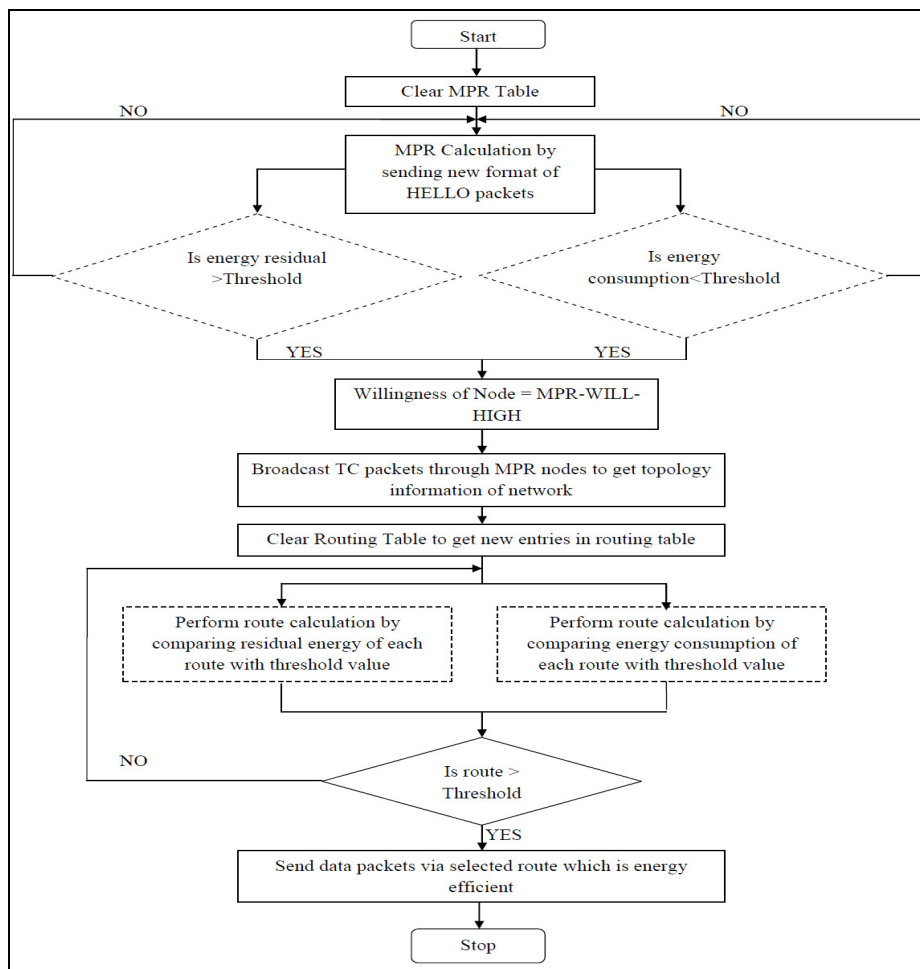 Start
Clear MPR Table
NO
NO
MPR Calculation by
sending new format of
HELLO packets
Is energy residual
>Threshold
Is energy
consumption<Threshold
YES
YES
Willingness of Node = MPR-WILL-
HIGH
Broadcast TC packets through MPR nodes to get topology
information of network
Clear Routing Table to get new entries in routing table
Perform route calculation by
comparing residual energy of each
route with threshold value
Perform route calculation by
comparing energy consumption of
each route with threshold value
NO
Is route >
Threshold
YES
Send data packets via selected route which is energy
efficient
Stop